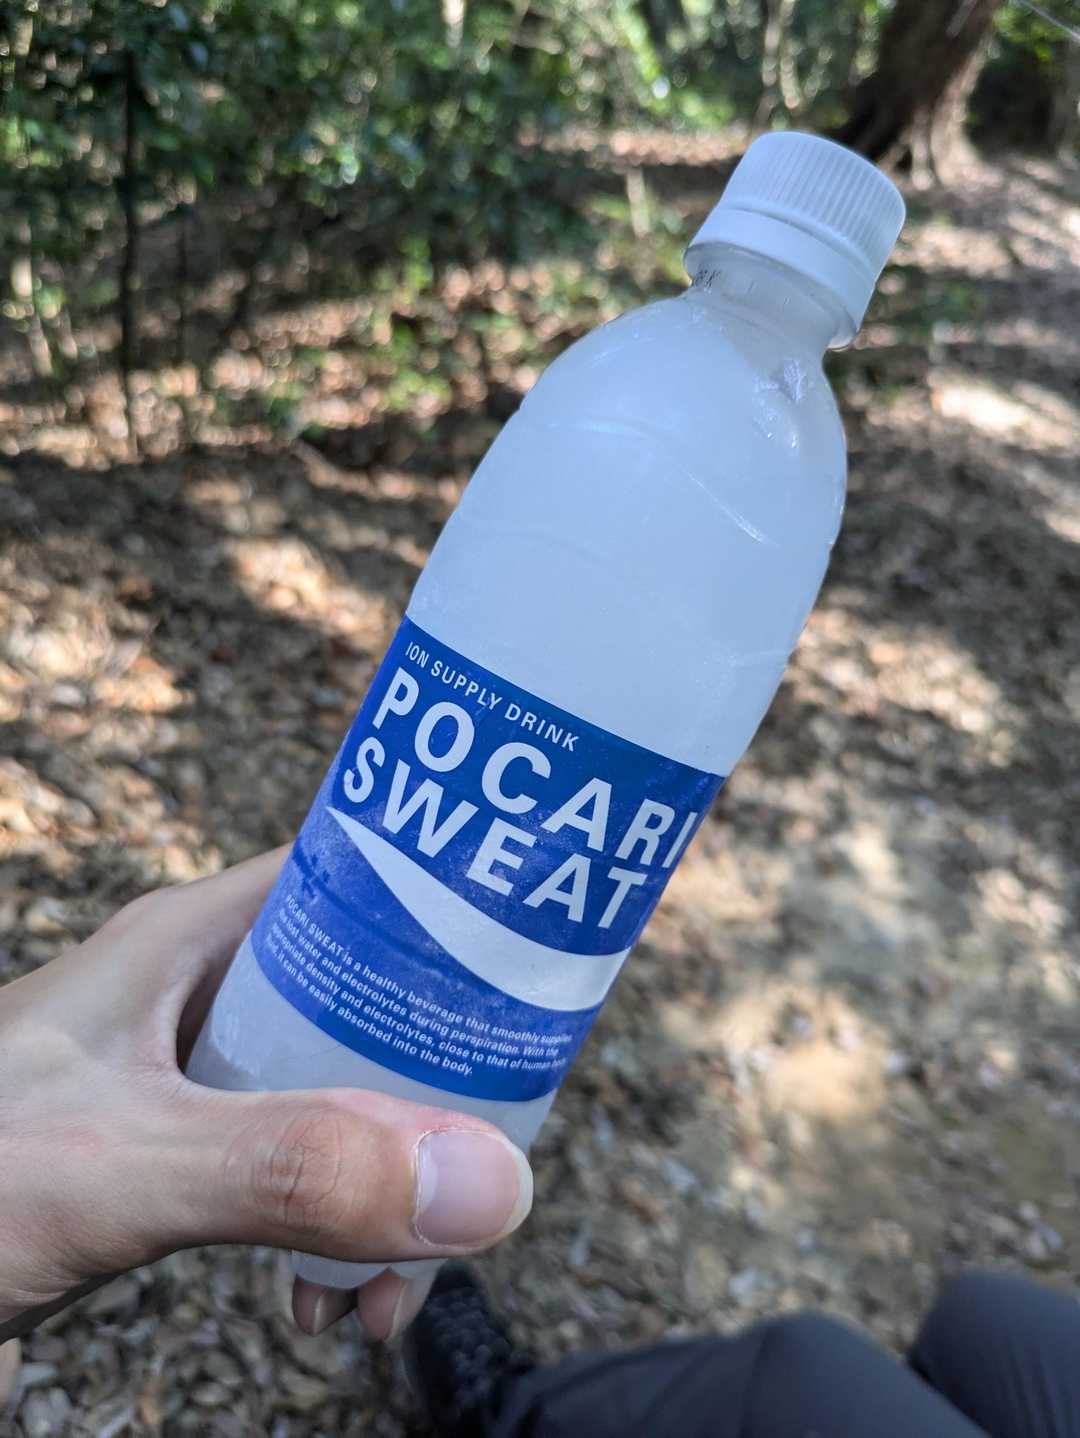 ION SUPPLY DRINK
POCARI
SWEAT
POCARI SWEAT is a healthy beverage that smoothly supplies
the lost water and electrolytes during perspiration. With the
appropriate density and electrolytes, close to that of human
fluid, it can be easily absorbed into the body.